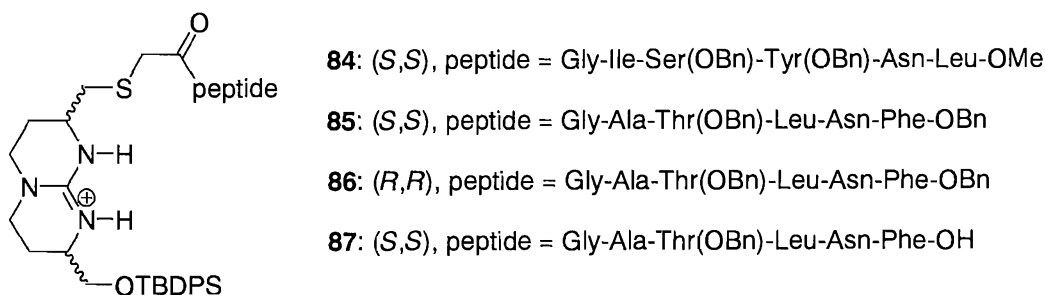 O
S
peptide
N–H
N
⊕
N–H
OTBDPS
84: (S,S), peptide = Gly-Ile-Ser(OBn)-Tyr(OBn)-Asn-Leu-OMe
85: (S,S), peptide = Gly-Ala-Thr(OBn)-Leu-Asn-Phe-OBn
86: (R,R), peptide = Gly-Ala-Thr(OBn)-Leu-Asn-Phe-OBn
87: (S,S), peptide = Gly-Ala-Thr(OBn)-Leu-Asn-Phe-OH